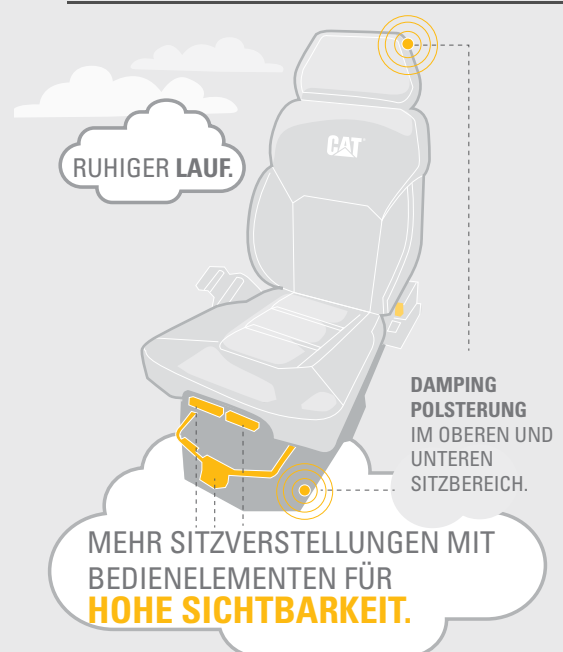 CAT
RUHIGER LAUF.
DAMPING
POLSTERUNG
IM OBEREN UND
UNTEREN
SITZBEREICH.
MEHR SITZVERSTELLUNGEN MIT
BEDIENELEMENTEN FÜR
HOHE SICHTBARKEIT.